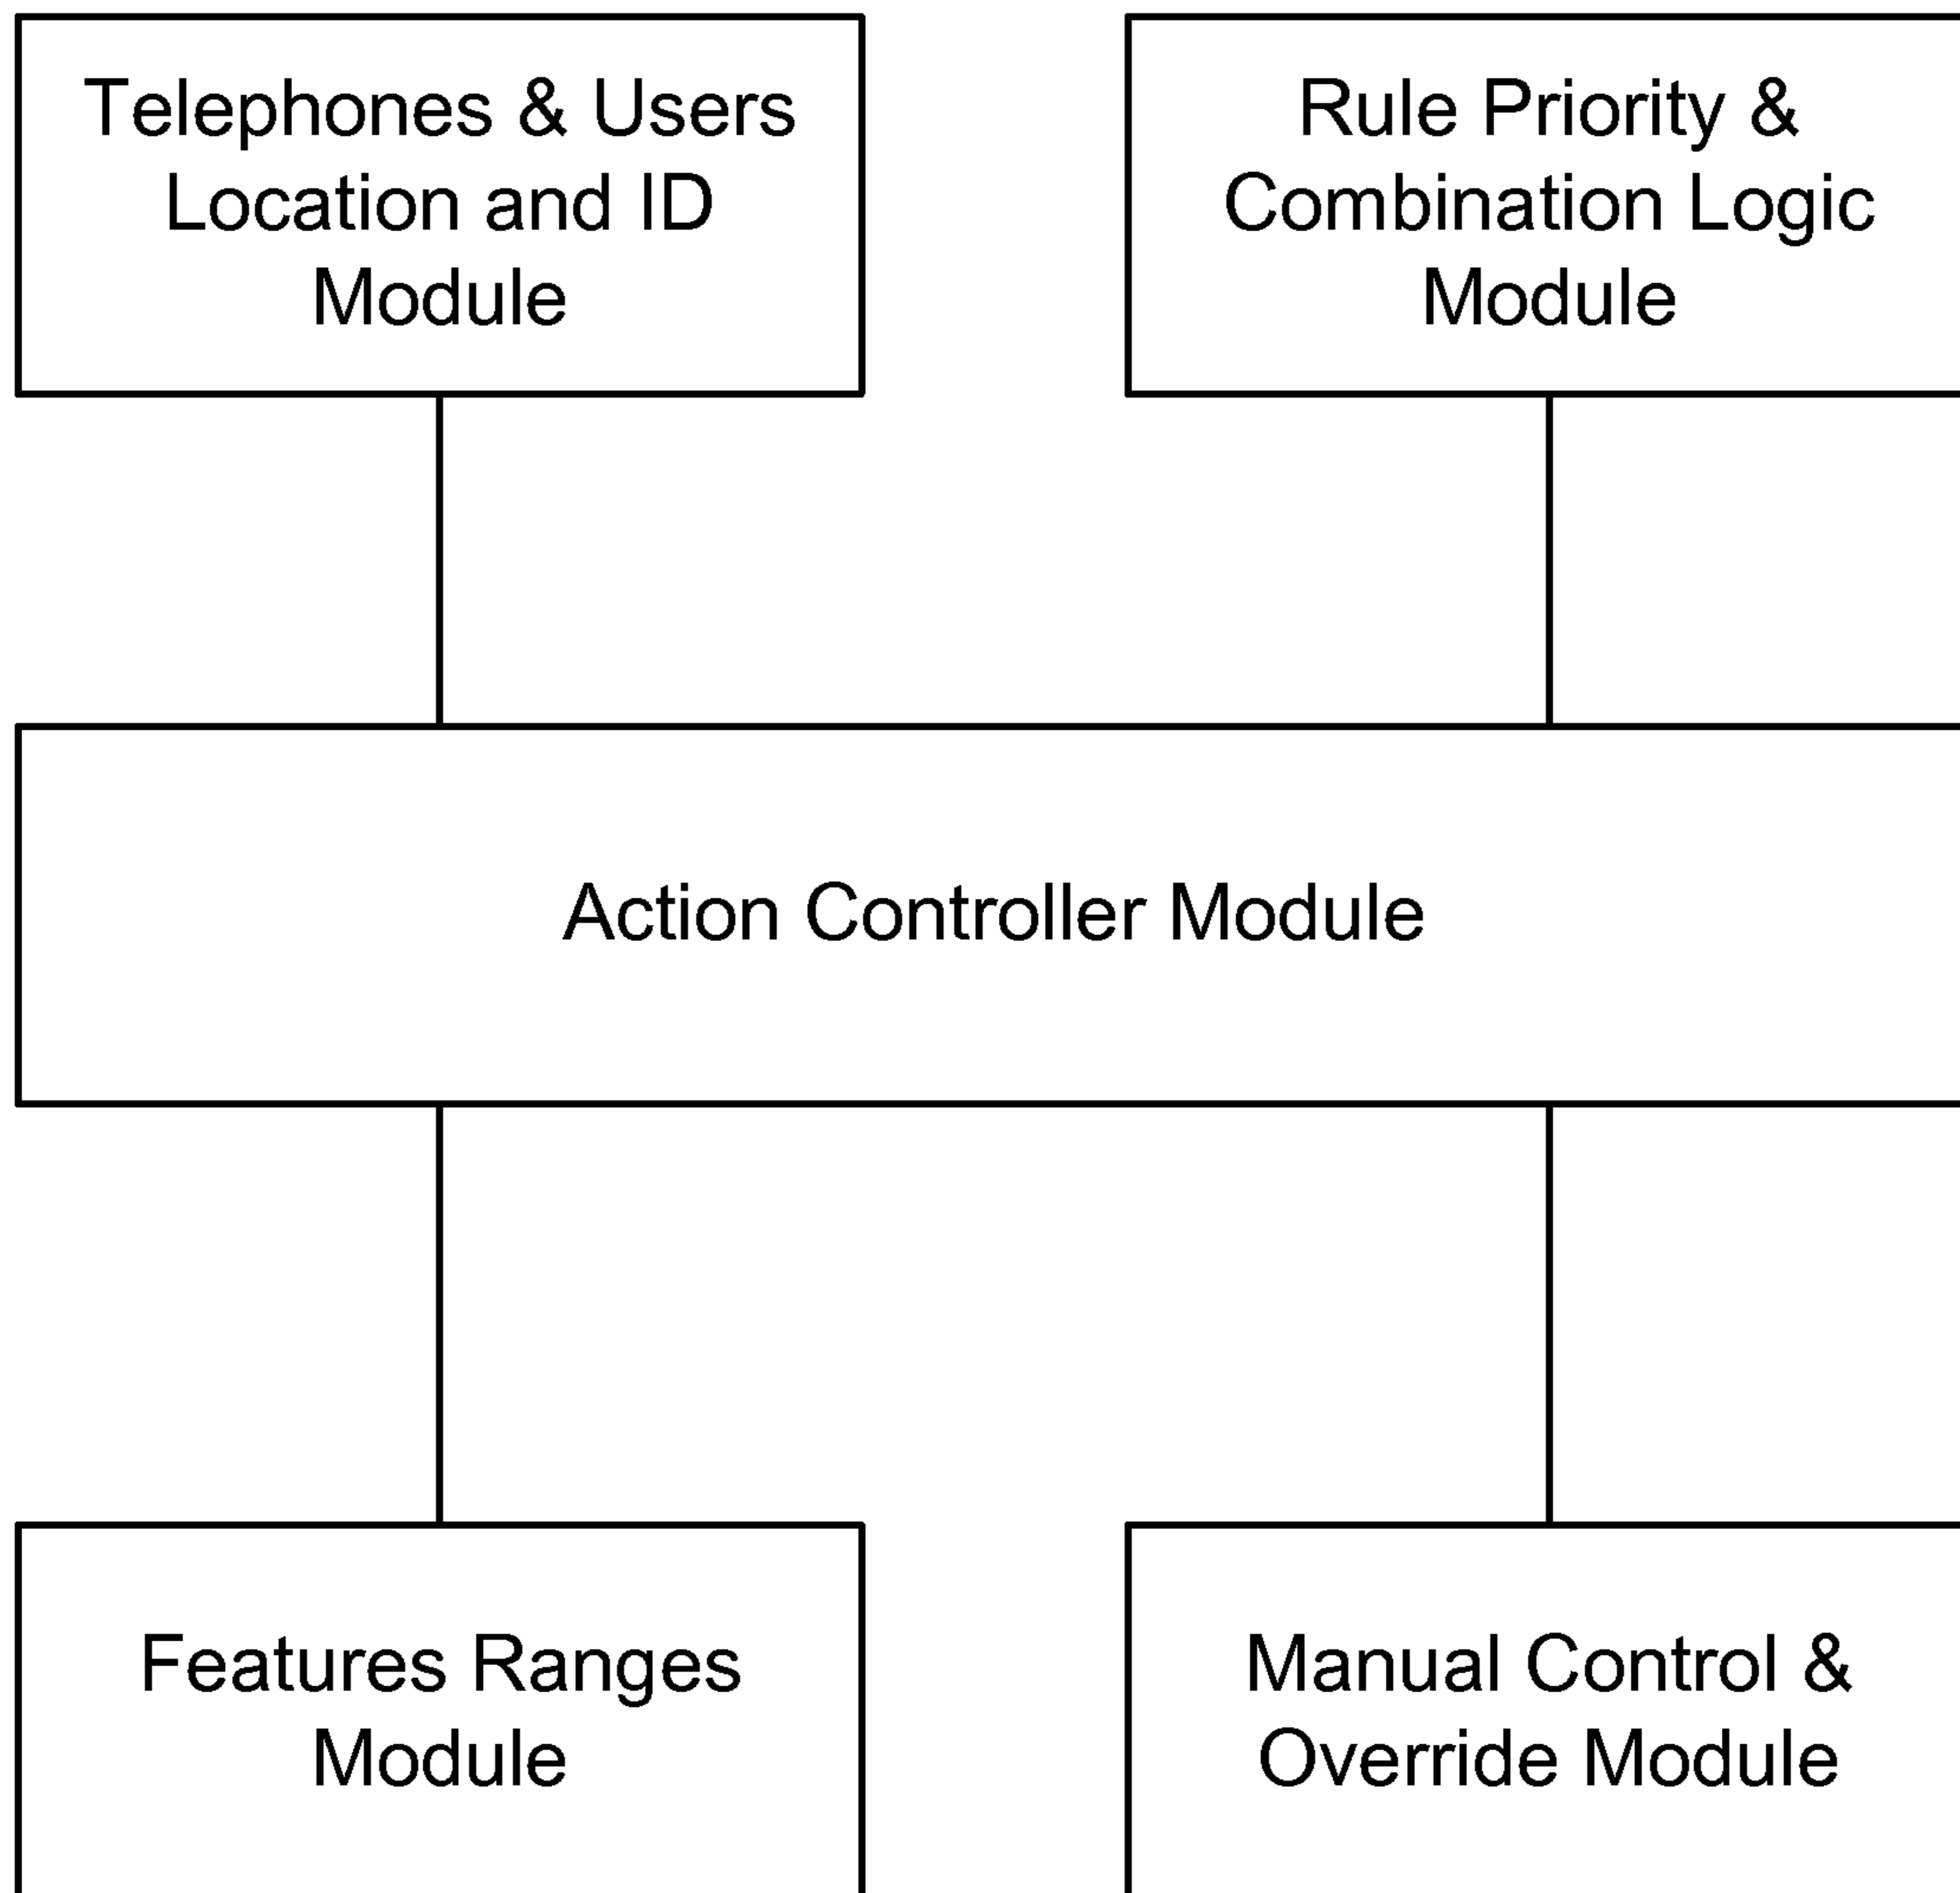 Telephones & Users
Location and ID
Module
Rule Priority &
Combination Logic
Module
Action Controller Module
Features Ranges
Module
Manual Control &
Override Module